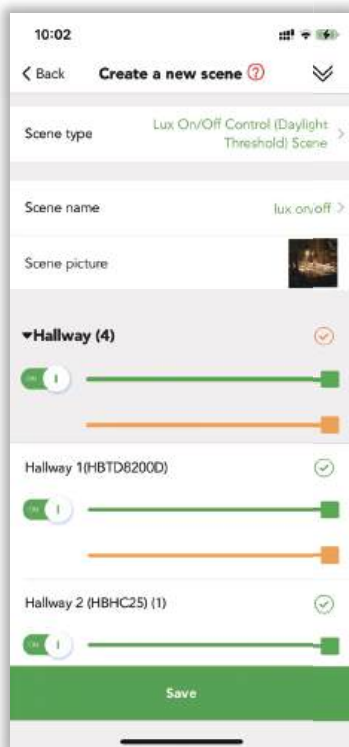 10:02
Back
Create a new scene ?
Scene type
Lux On/Off Control (Daylight
Threshold) Scene
Scene name
lux on/off
Scene picture
Hallway (4)
ON
Hallway 1(HBTD8200D)
ON
Hallway 2 (HBHC25) (1)
ON
Save